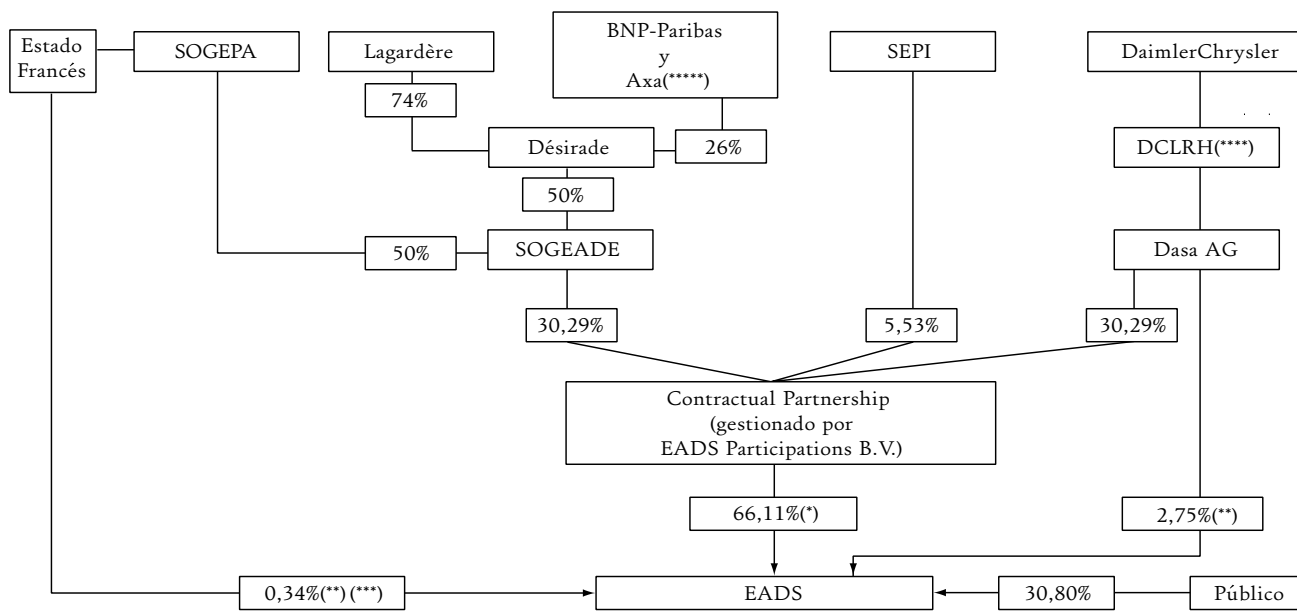 Estado
Francés
SOGEPA
Lagardère
BNP-Paribas
y
Axa(*****)
SEPI
DaimlerChrysler
74%
Désirade
26%
DCLRH(****)
50%
50%
SOGEADE
Dasa AG
30,29%
5,53%
30,29%
Contractual Partnership
(gestionado por
EADS Participations B.V.)
66,11%(*)
2,75%(**)
0,34%(**) (***)
EADS
30,80%
Público